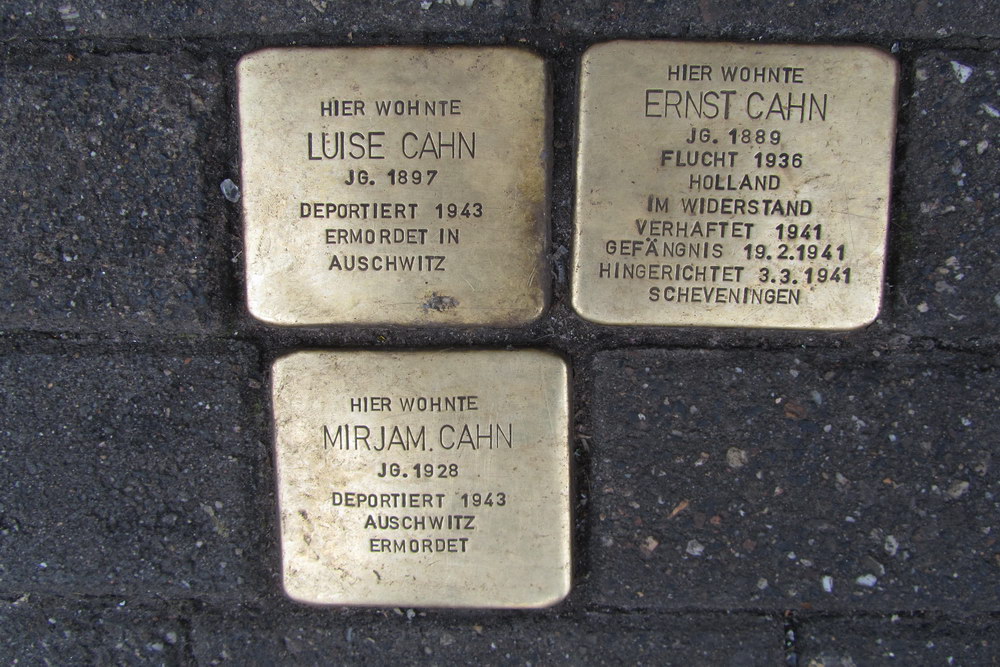 HIER WOHNTE
LUISE CAHN
JG. 1897
DEPORTIERT 1943
ERMORDET IN
AUSCHWITZ
HIER WOHNTE
ERNST CAHN
JG. 1889
FLUCHT 1936
HOLLAND
IM WIDERSTAND
VERHAFTET 1941
GEFÄNGNIS 19.2.1941
HINGERICHTET 3.3.1941
SCHEVENINGEN
HIER WOHNTE
MIRJAM. CAHN
JG. 1928
DEPORTIERT 1943
AUSCHWITZ
ERMORDET